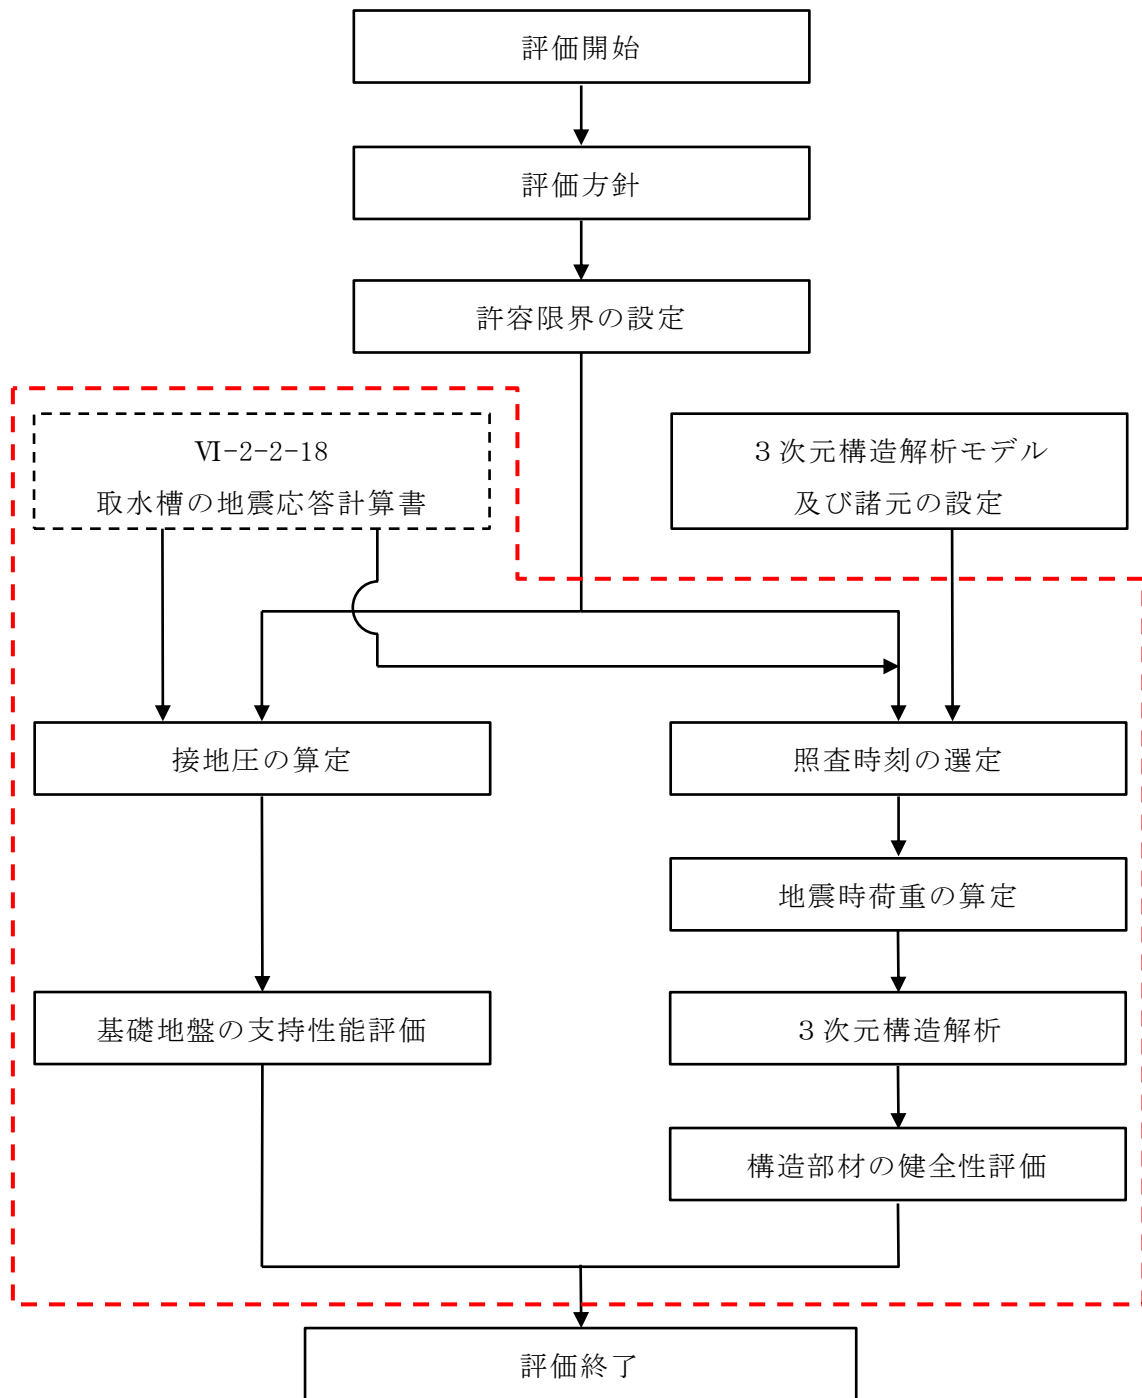 評価開始
評価方針
許容限界の設定
Ⅵ-2-2-18
取水槽の地震応答計算書
３次元構造解析モデル
及び諸元の設定
接地圧の算定
照査時刻の選定
地震時荷重の算定
基礎地盤の支持性能評価
３次元構造解析
構造部材の健全性評価
評価終了